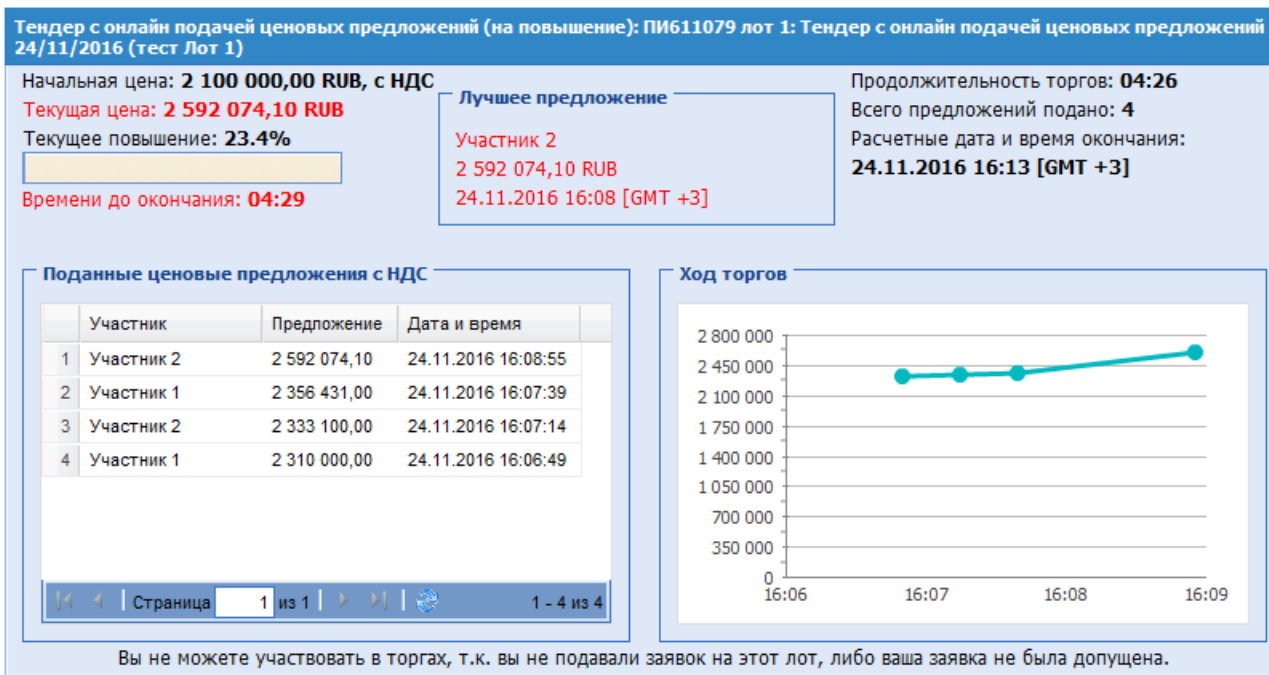 Тендер с онлайн подачей ценовых предложений (на повышение): ПИ611079 лот 1: Тендер с онлайн подачей ценовых предложений
24/11/2016 (тест Лот 1)
Начальная цена: 2 100 000,00 RUB, с НДС
Текущая цена: 2 592 074,10 RUB
Текущее повышение: 23.4%
Времени до окончания: 04:29
Лучшее предложение
Участник 2
2 592 074,10 RUB
24.11.2016 16:08 [GMT +3]
Продолжительность торгов: 04:26
Всего предложений подано: 4
Расчетные дата и время окончания:
24.11.2016 16:13 [GMT +3]
Поданные ценовые предложения с НДС
Участник Предложение Дата и время
1 Участник 2 2 592 074,10 24.11.2016 16:08:55
2 Участник 1 2 356 431,00 24.11.2016 16:07:39
3 Участник 2 2 333 100,00 24.11.2016 16:07:14
4 Участник 1 2 310 000,00 24.11.2016 16:06:49
Страница 1 из 1 1 - 4 из 4
Ход торгов
2 800 000
2 450 000
2 100 000
1 750 000
1 400 000
1 050 000
700 000
350 000
0
16:06 16:07 16:08 16:09
Вы не можете участвовать в торгах, т.к. вы не подавали заявок на этот лот, либо ваша заявка не была допущена.